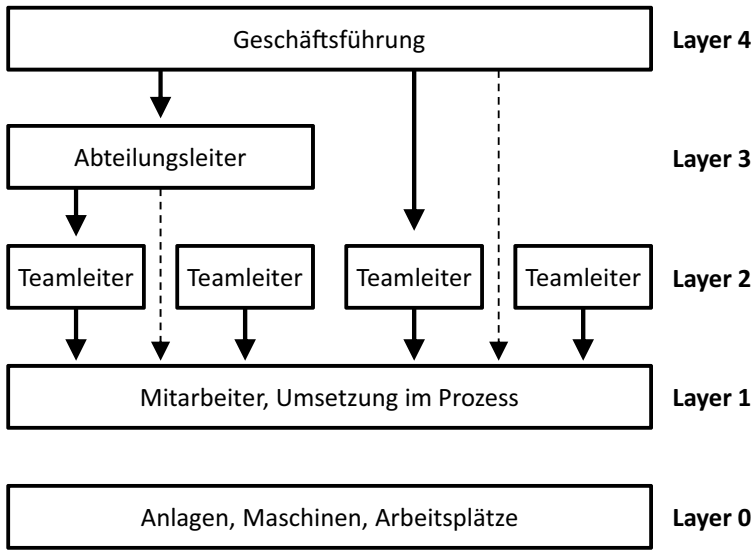 Geschäftsführung Layer 4
Abteilungsleiter Layer 3
Teamleiter Teamleiter Teamleiter Teamleiter Layer 2
Mitarbeiter, Umsetzung im Prozess Layer 1
Anlagen, Maschinen, Arbeitsplätze Layer 0